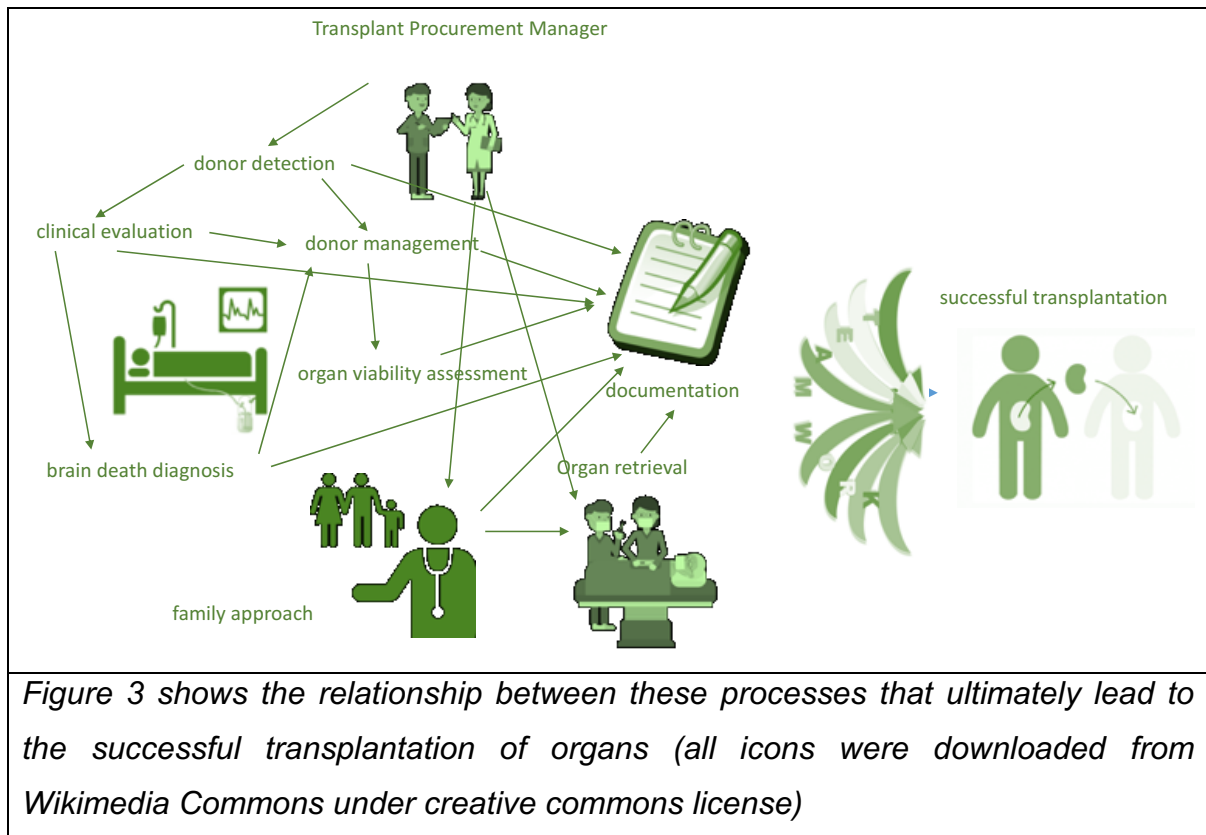 Transplant Procurement Manager
donor detection
clinical evaluation
donor management
successful transplantation
organ viability assessment
documentation
TEAMWORK
brain death diagnosis
Organ retrieval
family approach
Figure 3 shows the relationship between these processes that ultimately lead to
the successful transplantation of organs (all icons were downloaded from
Wikimedia Commons under creative commons license)